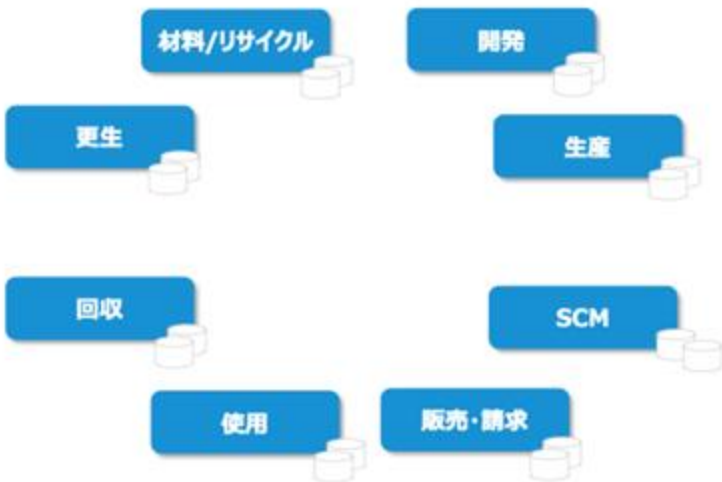 材料/リサイクル
開発
更生
生産
回収
SCM
使用
販売・請求